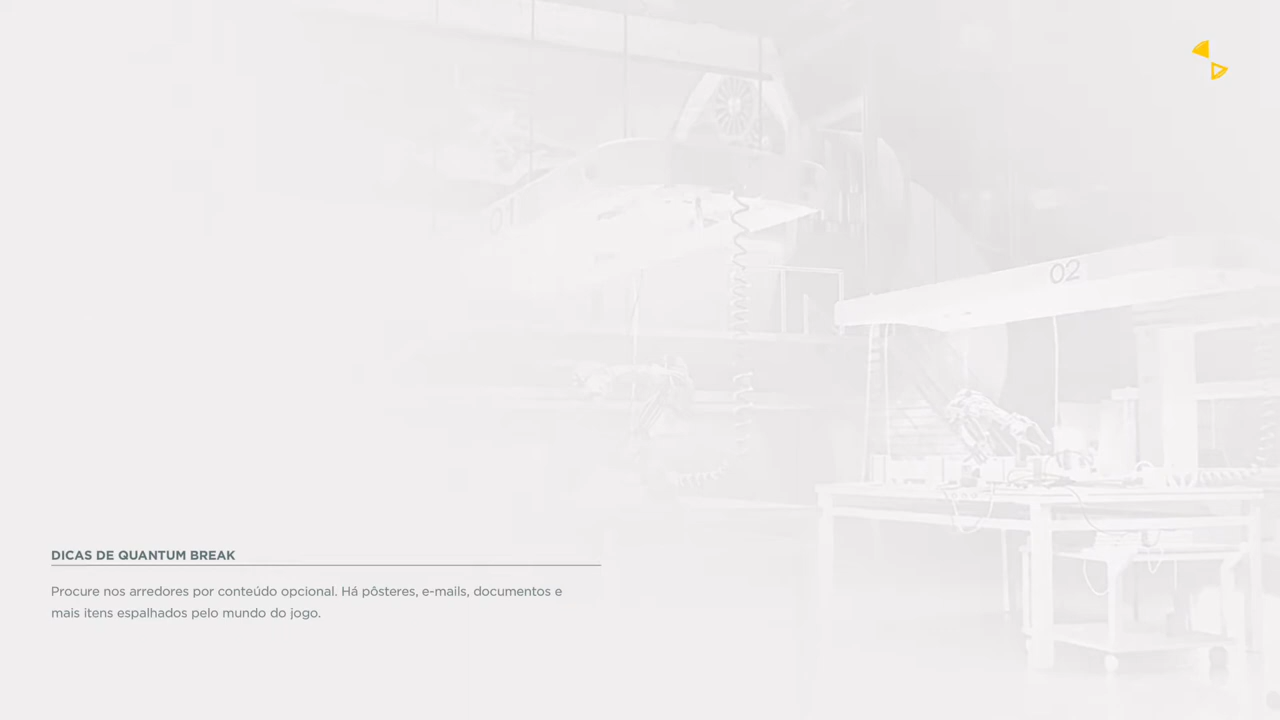 02
DICAS DE QUANTUM BREAK
Procure nos arredores por conteúdo opcional. Há pôsteres, e-mails, documentos e
mais itens espalhados pelo mundo do jogo.